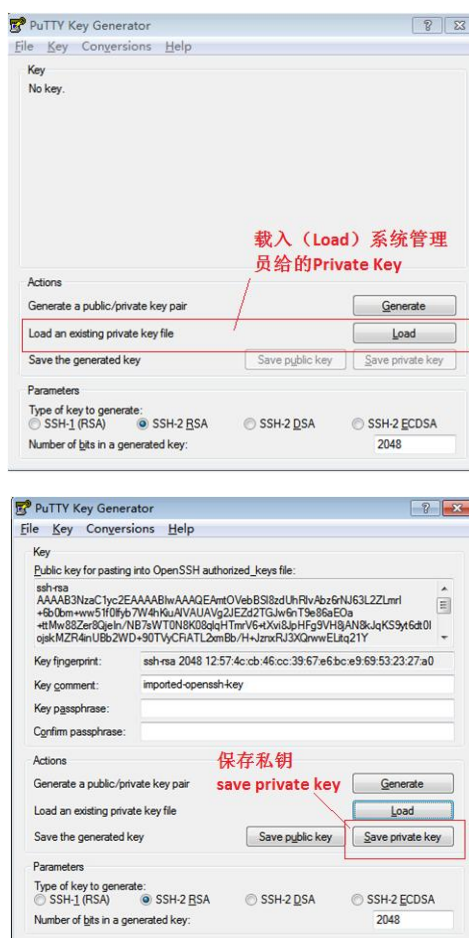 PuTTY Key Generator
File Key Conversions Help
Key
No key.
载入（Load）系统管理
员给的Private Key
Actions
Generate a public/private key pair Generate
Load an existing private key file Load
Save the generated key Save public key Save private key
Parameters
Type of key to generate:
SSH-1 (RSA) SSH-2 RSA SSH-2 DSA SSH-2 ECDSA
Number of bits in a generated key: 2048
PuTTY Key Generator
File Key Conversions Help
Key
Public key for pasting into OpenSSH authorized_keys file:
ssh-rsa
Key fingerprint: ssh-rsa 2048 12:57:4c:cb:46:cc:39:67:e6:bc:e9:69:53:23:27:a0
Key comment: imported-openssh-key
Key passphrase:
Confirm passphrase:
Actions
保存私钥
save private key
Generate a public/private key pair Generate
Load an existing private key file Load
Save the generated key Save public key Save private key
Parameters
Type of key to generate:
SSH-1 (RSA) SSH-2 RSA SSH-2 DSA SSH-2 ECDSA
Number of bits in a generated key: 2048